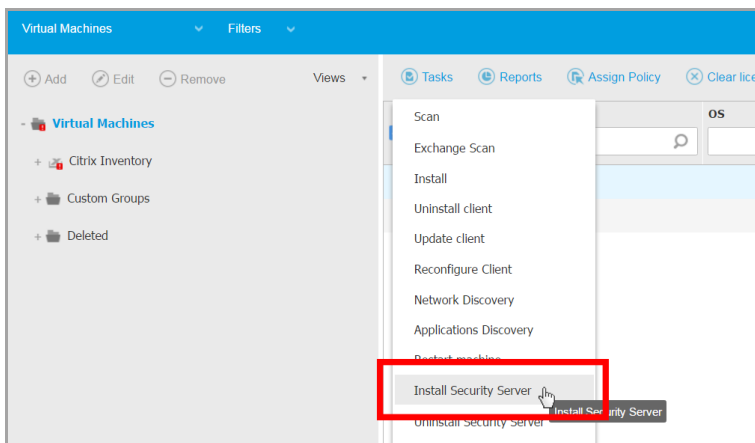 Virtual Machines Filters
Add Edit Remove Views Tasks Reports Assign Policy Clear lice
- Virtual Machines
+ Citrix Inventory
+ Custom Groups
+ Deleted
OS
Scan
Exchange Scan
Install
Uninstall client
Update client
Reconfigure Client
Network Discovery
Applications Discovery
Restart machine
Install Security Server
Install Security Server
Uninstall Security Server